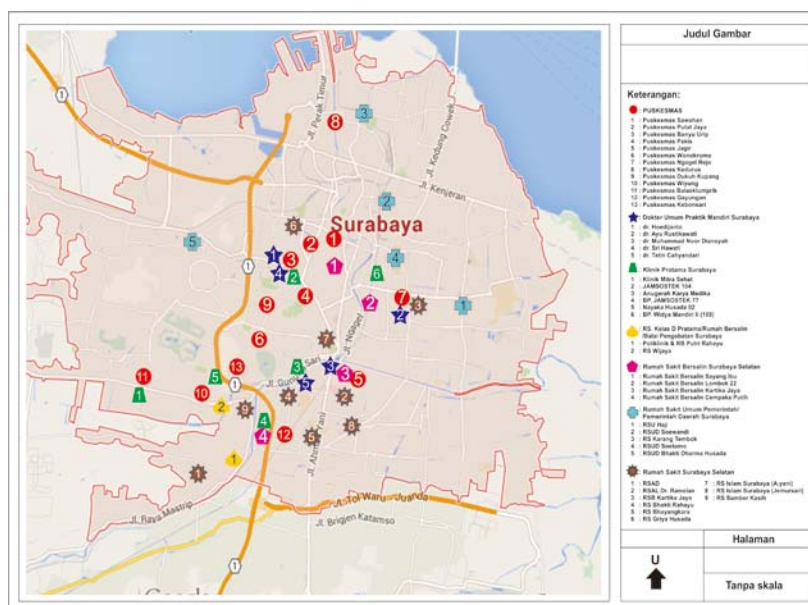 Judul Gambar
Keterangan:
: PUSKESMAS
1 : Puskesmas Sawahan
2 : Puskesmas Putat Jaya
3 : Puskesmas Banyu Urip
4 : Puskesmas Pakis
5 : Puskesmas Jagir
6 : Puskesmas Wonokromo
7 : Puskesmas Ngagel Rejo
8 : Puskesmas Kedurus
9 : Puskesmas Dukuh Kupang
10 : Puskesmas Wiyung
11 : Puskesmas Balasklumprik
12 : Puskesmas Gayungan
13 : Puskesmas Kebonsari
: Dokter Umum Praktik Mandiri Surabaya
1 : dr. Hoedijanto
2 : dr. Ayu Rustikawati
3 : dr. Muhammad Noor Diansyah
4 : dr. Sri Hawati
5 : dr. Tetin Cahyandari
: Klinik Pratama Surabaya
1 : Klinik Mitra Sehat
2 : JAMSOSTEK 104
3 : Anugerah Karya Medika
4 : BP. JAMSOSTEK 77
5 : Nayaka Husada 02
6 : BP. Widya Mandiri II (108)
: RS. Kelas D Pratama/Rumah Bersalin
/Balai Pengobatan Surabaya
1 : Poliklinik & RB Putri Rahayu
2 : RS Wijaya
: Rumah Sakit Bersalin Surabaya Selatan
1 : Rumah Sakit Bersalin Sayang Ibu
2 : Rumah Sakit Bersalin Lombok 22
3 : Rumah Sakit Bersalin Kartika Jaya
4 : Rumah Sakit Bersalin Cempaka Putih
: Rumah Sakit Umum Pemerintah/
Pemerintah Daerah Surabaya
1 : RSU Haji
2 : RSUD Soewandi
3 : RS Karang Tembok
4 : RSUD Soetomo
5 : RSUD Bhakti Dharma Husada
: Rumah Sakit Surabaya Selatan
1 : RSAD
2 : RSAL Dr. Ramelan
3 : RSB Kartika Jaya
4 : RS Bhakti Rahayu
5 : RS Bhayangkara
6 : RS Griya Husada
7 : RS Islam Surabaya (A yani)
8 : RS Islam Surabaya (Jemursari)
9 : RS Sumber Kasih
Halaman
U
Tanpa skala
Surabaya
Jl. Perak Timur
Jl. Kedung Cowek
Jl. Kenjeran
Jl. Ngagel
Jl. Gunung Sari
Jl. Ahmad Yani
Jl. Raya Mastrip
Jl. Tol Waru - Juanda
Jl. Brigjen Katamso